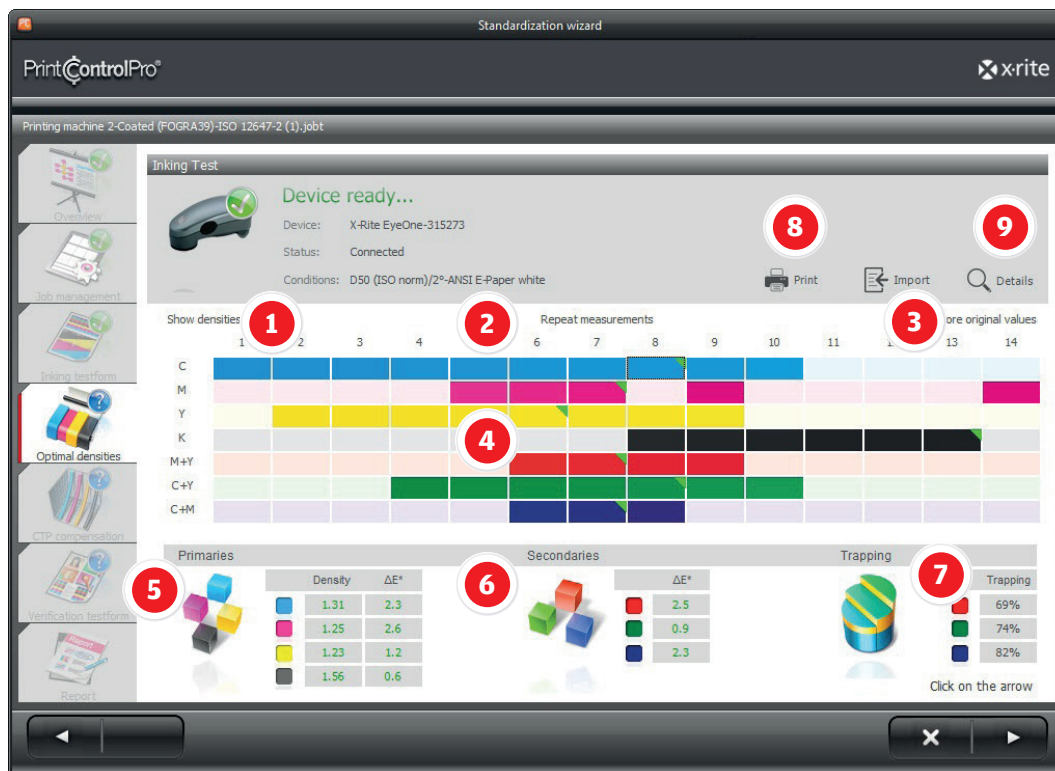 Standardization wizard
PrintControlPro®
x·rite
Printing machine 2-Coated (FOGRA39)-ISO 12647-2 (1).jobt
Inking Test
Overview
Device ready...
Device: X-Rite EyeOne-315273
Status: Connected
Conditions: D50 (ISO norm)/2°-ANSI E-Paper white
8
9
Print
Import
Details
Job management
Show densities
1
2
Repeat measurements
3
ore original values
1 2 3 4 6 7 8 9 10 11 13 14
C
M
Y
K
4
M+Y
C+Y
C+M
Inking testform
Optimal densities
CTP compensation
Verification testform
Report
Primaries
Secondaries
Trapping
5
6
7
Density ΔE*
1.31 2.3
1.25 2.6
1.23 1.2
1.56 0.6
ΔE*
2.5
0.9
2.3
Trapping
69%
74%
82%
Click on the arrow